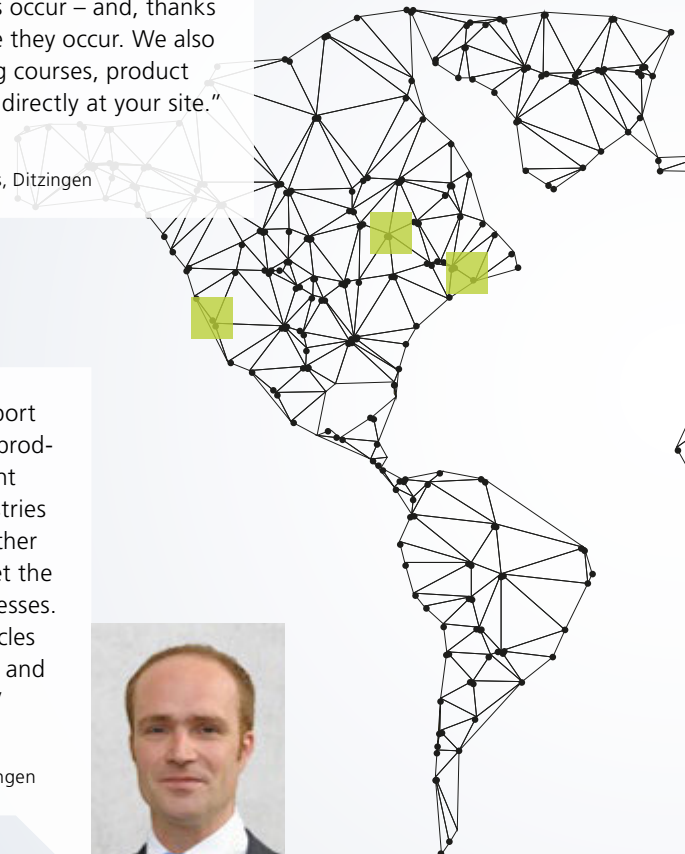 occur – and, thanks
they occur. We also
courses, product
directly at your site.”
, Ditzingen
port
prod-
nt
tries
ther
et the
esses.
cles
and
”
ngen